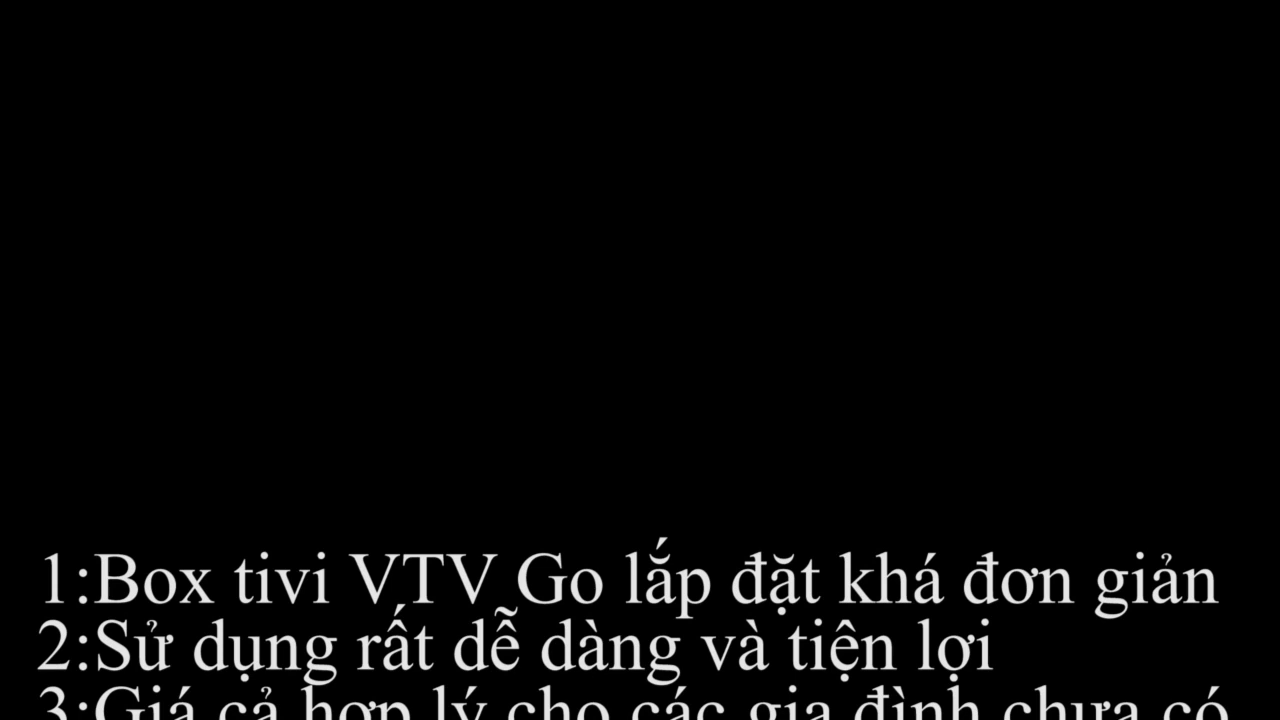 1:Box tivi VTV Go lắp đặt khá đơn giản
2:Sử dụng rất dễ dàng và tiện lợi
3:Giá cả hợp lý cho các gia đình chưa có